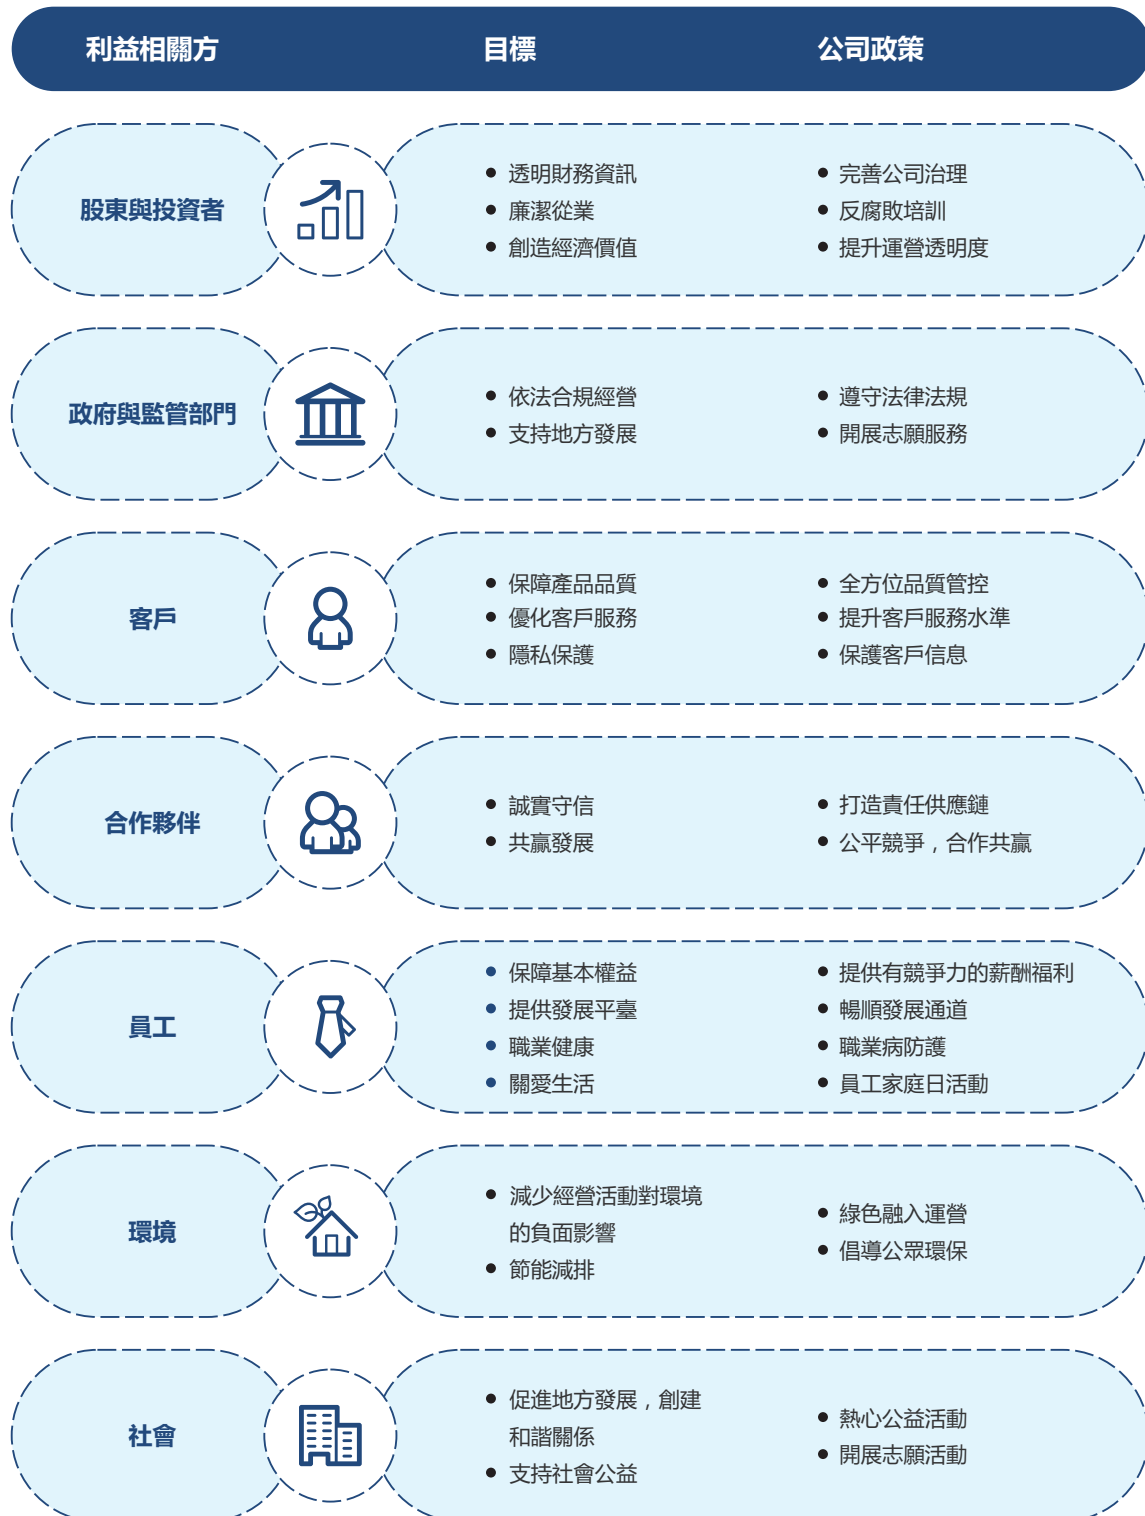 利益相關方 目標 公司政策
股東與投資者
• 透明財務資訊
• 廉潔從業
• 創造經濟價值
• 完善公司治理
• 反腐敗培訓
• 提升運營透明度
政府與監管部門
• 依法合規經營
• 支持地方發展
• 遵守法律法規
• 開展志願服務
客戶
• 保障產品品質
• 優化客戶服務
• 隱私保護
• 全方位品質管控
• 提升客戶服務水準
• 保護客戶信息
合作夥伴
• 誠實守信
• 共贏發展
• 打造責任供應鏈
• 公平競爭，合作共贏
員工
• 保障基本權益
• 提供發展平臺
• 職業健康
• 關愛生活
• 提供有競爭力的薪酬福利
• 暢順發展通道
• 職業病防護
• 員工家庭日活動
環境
• 減少經營活動對環境
的負面影響
• 節能減排
• 綠色融入運營
• 倡導公眾環保
社會
• 促進地方發展，創建
和諧關係
• 支持社會公益
• 熱心公益活動
• 開展志願活動